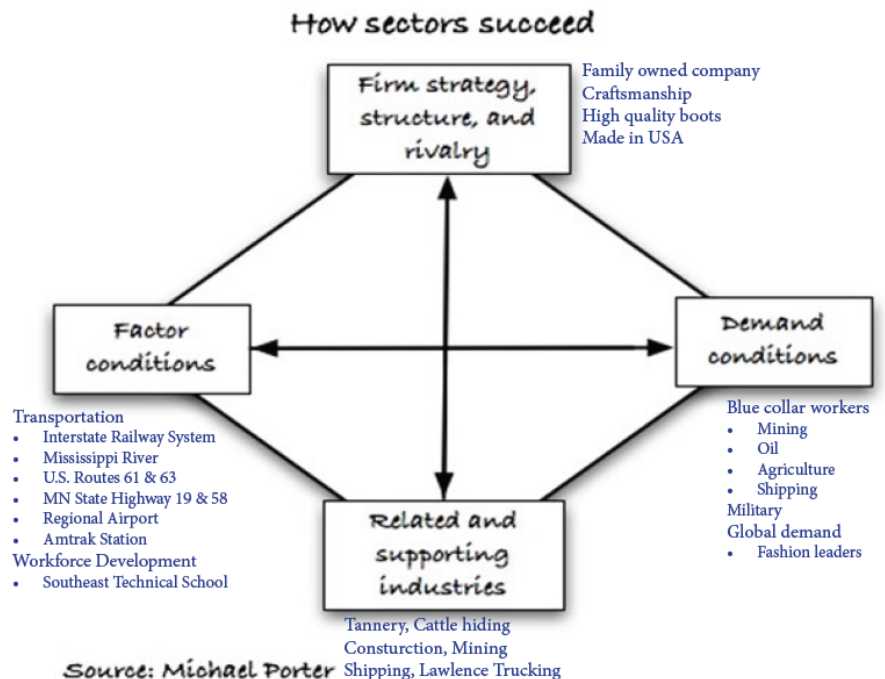 How sectors succeed
Firm strategy,
structure, and
rivalry
Family owned company
Craftsmanship
High quality boots
Made in USA
Factor
conditions
Demand
conditions
Transportation
• Interstate Railway System
• Mississippi River
• U.S. Routes 61 & 63
• MN State Highway 19 & 58
• Regional Airport
• Amtrak Station
Workforce Development
• Southeast Technical School
Blue collar workers
• Mining
• Oil
• Agriculture
• Shipping
Military
Global demand
• Fashion leaders
Related and
supporting
industries
Tannery, Cattle hiding
Consturction, Mining
Shipping, Lawlence Trucking
Source: Michael Porter